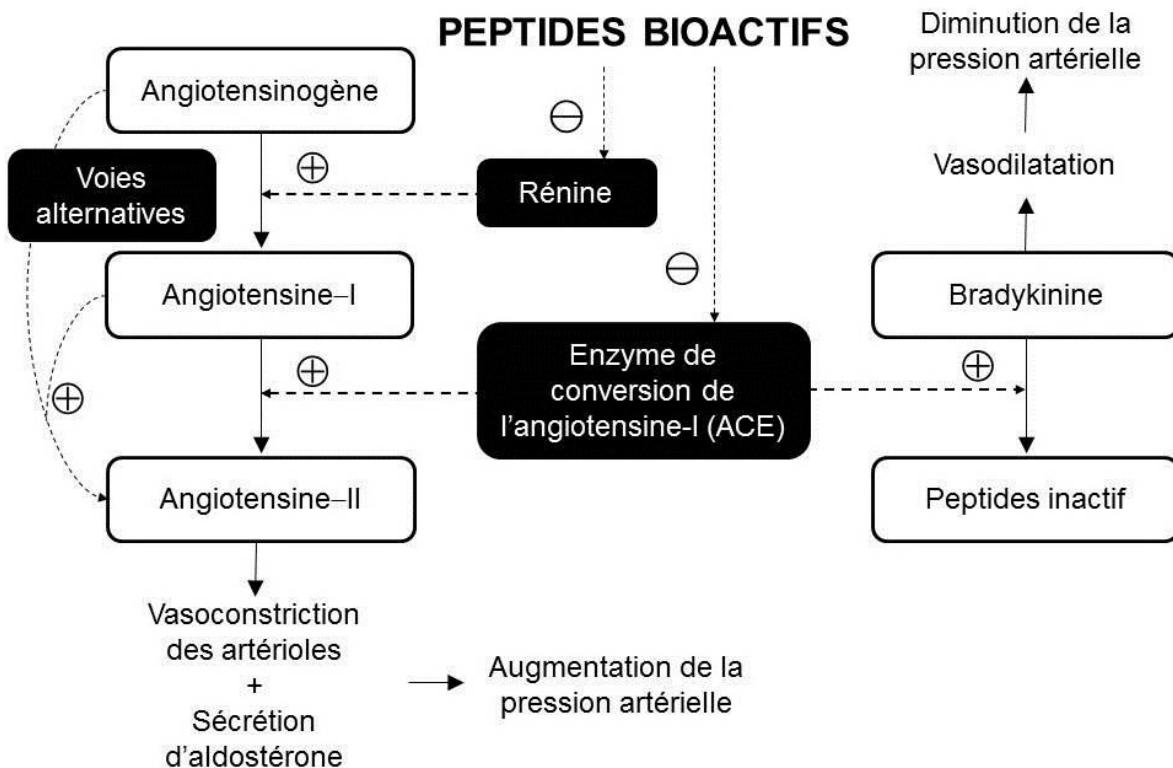 PEPTIDES BIOACTIFS
Diminution de la
pression artérielle
Angiotensinogène
⊖
Voies
alternatives
⊕
Rénine
Vasodilatation
⊖
Angiotensine–I
Bradykinine
⊕
⊕
Enzyme de
conversion de
l'angiotensine-I (ACE)
⊕
Angiotensine–II
Peptides inactif
Vasoconstriction
des artérioles
+
Sécrétion
d'aldostérone
Augmentation de la
pression artérielle